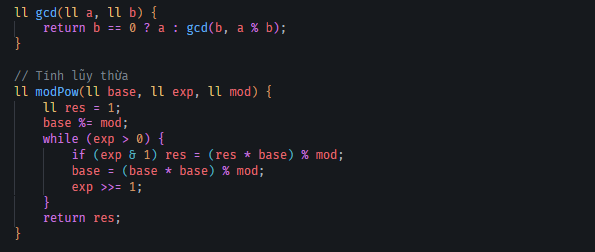 ll gcd(ll a, ll b) {
    return b == 0 ? a : gcd(b, a % b);
}
// Tính lũy thừa
ll modPow(ll base, ll exp, ll mod) {
    ll res = 1;
    base %= mod;
    while (exp > 0) {
        if (exp & 1) res = (res * base) % mod;
        base = (base * base) % mod;
        exp >>= 1;
    }
    return res;
}